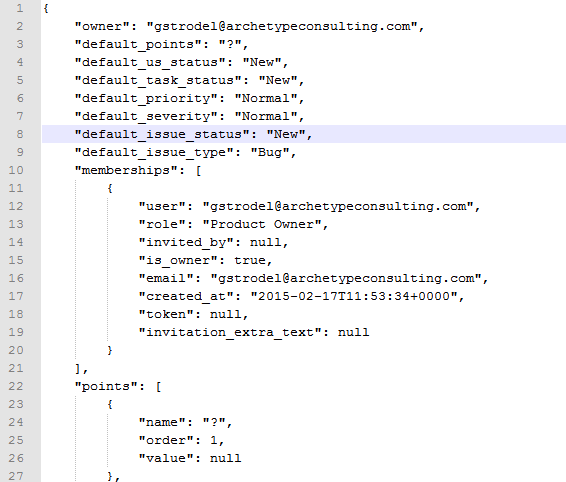 1 {
2 "owner": "gstrodel@archetypeconsulting.com",
3 "default_points": "?",
4 "default_us_status": "New",
5 "default_task_status": "New",
6 "default_priority": "Normal",
7 "default_severity": "Normal",
8 "default_issue_status": "New",
9 "default_issue_type": "Bug",
10 "memberships": [
11 {
12 "user": "gstrodel@archetypeconsulting.com",
13 "role": "Product Owner",
14 "invited_by": null,
15 "is_owner": true,
16 "email": "gstrodel@archetypeconsulting.com",
17 "created_at": "2015-02-17T11:53:34+0000",
18 "token": null,
19 "invitation_extra_text": null
20 }
21 ],
22 "points": [
23 {
24 "name": "?",
25 "order": 1,
26 "value": null
27 },